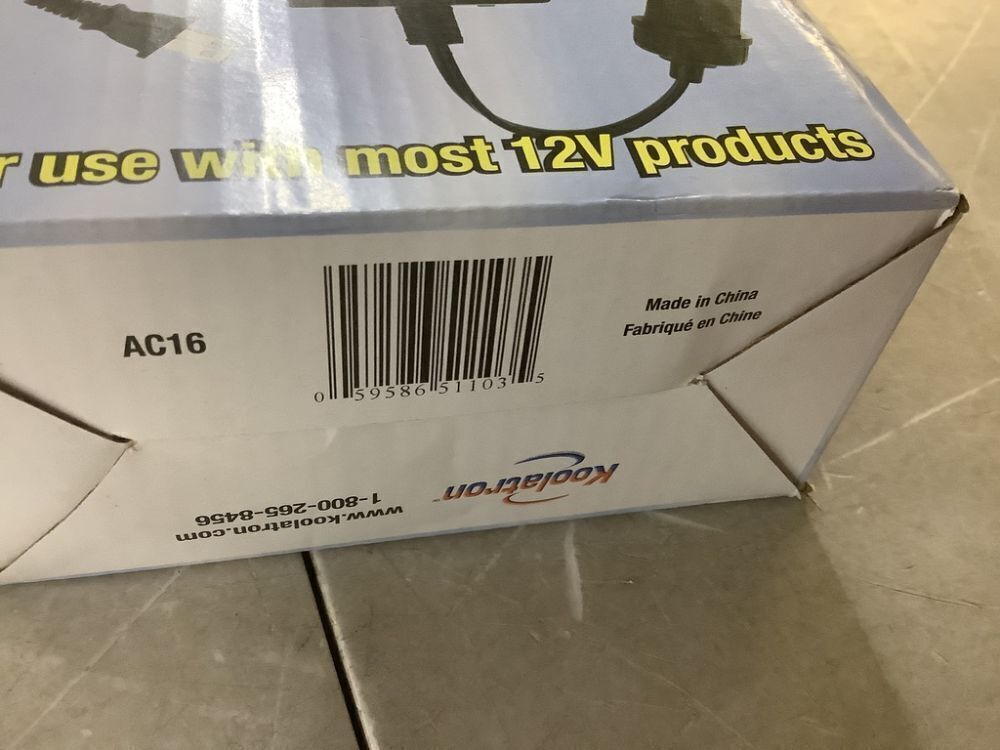 use with most 12V products
AC16
0 59586 51103 5
Made in China
Fabriqué en Chine
Koolatron™
1-800-265-8456
www.koolatron.com